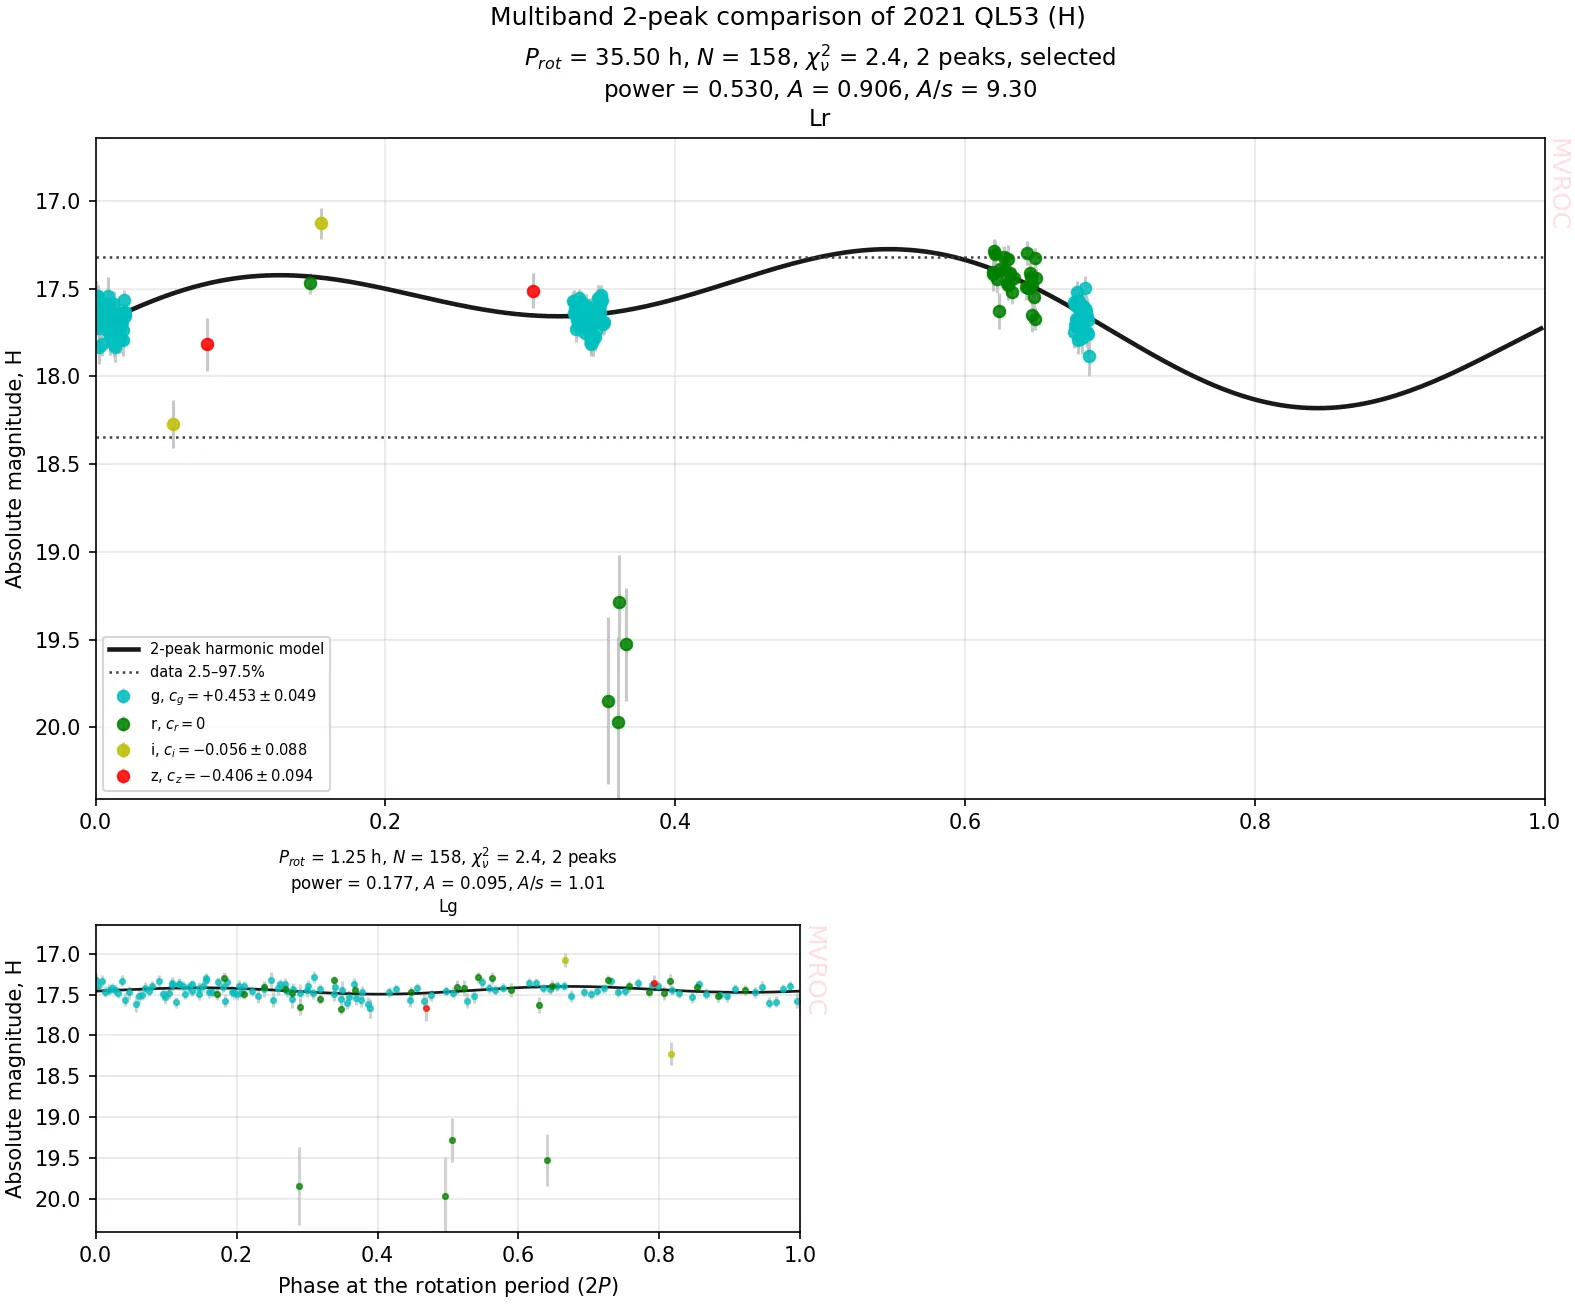 Multiband 2-peak comparison of 2021 QL53 (H)
P_rot = 35.50 h, N = 158, χ²_ν = 2.4, 2 peaks, selected
power = 0.530, A = 0.906, A/s = 9.30
Lr
MVROC
Absolute magnitude, H
17.0
17.5
18.0
18.5
19.0
19.5
20.0
2-peak harmonic model
data 2.5–97.5%
g, c_g = +0.453 ± 0.049
r, c_r = 0
i, c_i = −0.056 ± 0.088
z, c_z = −0.406 ± 0.094
0.0 0.2 0.4 0.6 0.8 1.0
P_rot = 1.25 h, N = 158, χ²_ν = 2.4, 2 peaks
power = 0.177, A = 0.095, A/s = 1.01
Lg
MVROC
Absolute magnitude, H
17.0
17.5
18.0
18.5
19.0
19.5
20.0
0.0 0.2 0.4 0.6 0.8 1.0
Phase at the rotation period (2P)